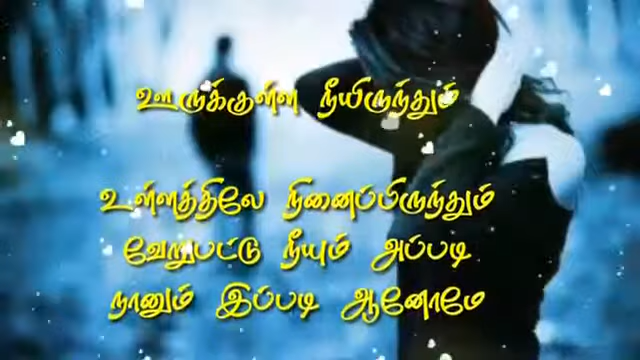 ஊருக்குள்ள நீயிருந்தும்
உள்ளத்திலே நினைப்பிருந்தும்
வேறுபட்டு நீயும் அப்படி
நானும் இப்படி ஆனோமே